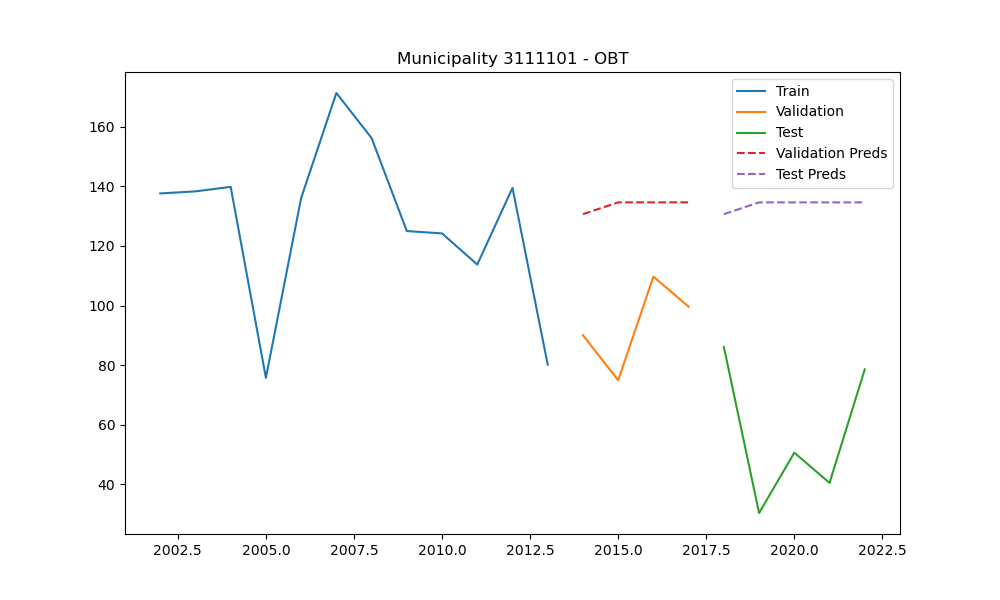 Municipality 3111101 - OBT
Train
Validation
Test
Validation Preds
Test Preds
160
140
120
100
80
60
40
2002.5 2005.0 2007.5 2010.0 2012.5 2015.0 2017.5 2020.0 2022.5